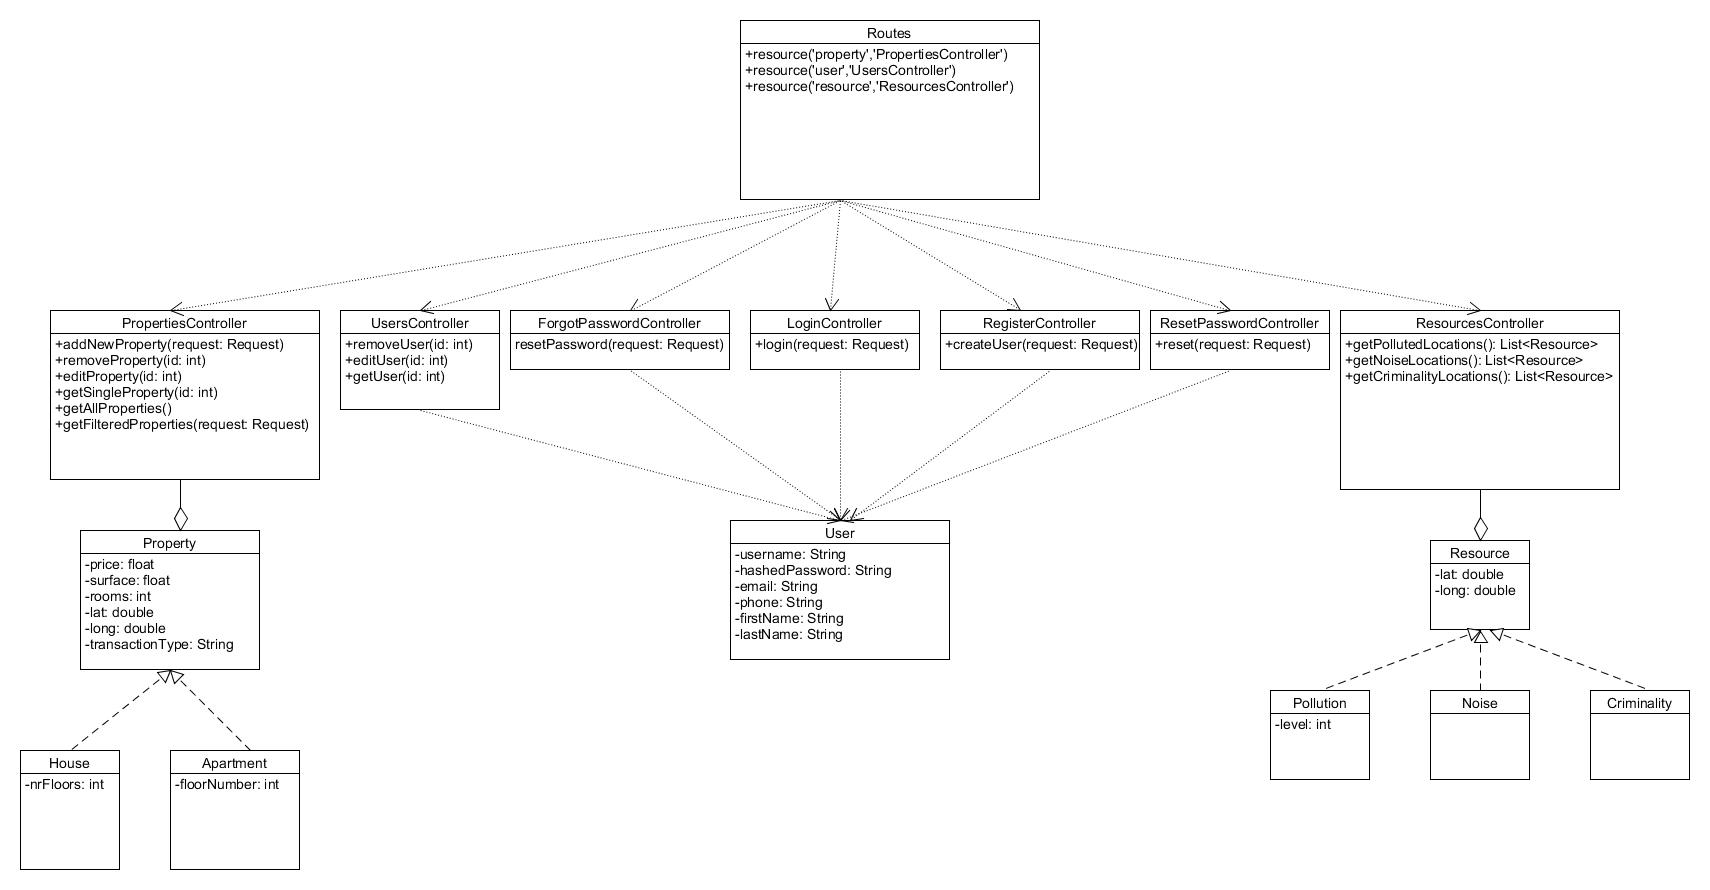 Routes
+resource('property','PropertiesController')
+resource('user','UsersController')
+resource('resource','ResourcesController')
PropertiesController
+addNewProperty(request: Request)
+removeProperty(id: int)
+editProperty(id: int)
+getSingleProperty(id: int)
+getAllProperties()
+getFilteredProperties(request: Request)
UsersController
+removeUser(id: int)
+editUser(id: int)
+getUser(id: int)
ForgotPasswordController
resetPassword(request: Request)
LoginController
+login(request: Request)
RegisterController
+createUser(request: Request)
ResetPasswordController
+reset(request: Request)
ResourcesController
+getPollutedLocations(): List<Resource>
+getNoiseLocations(): List<Resource>
+getCriminalityLocations(): List<Resource>
Property
-price: float
-surface: float
-rooms: int
-lat: double
-long: double
-transactionType: String
User
-username: String
-hashedPassword: String
-email: String
-phone: String
-firstName: String
-lastName: String
Resource
-lat: double
-long: double
House
-nrFloors: int
Apartment
-floorNumber: int
Pollution
-level: int
Noise
Criminality